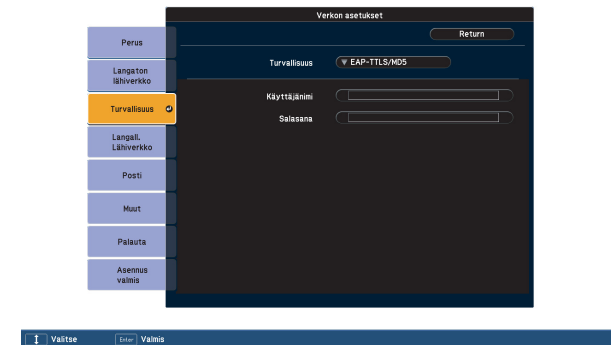 Verkon asetukset
Return
Perus
Langaton
lähiverkko
Turvallisuus
Langall.
Lähiverkko
Posti
Muut
Palauta
Asennus
valmis
Turvallisuus ▼ EAP-TTLS/MD5
Käyttäjänimi
Salasana
Valitse Enter Valmis